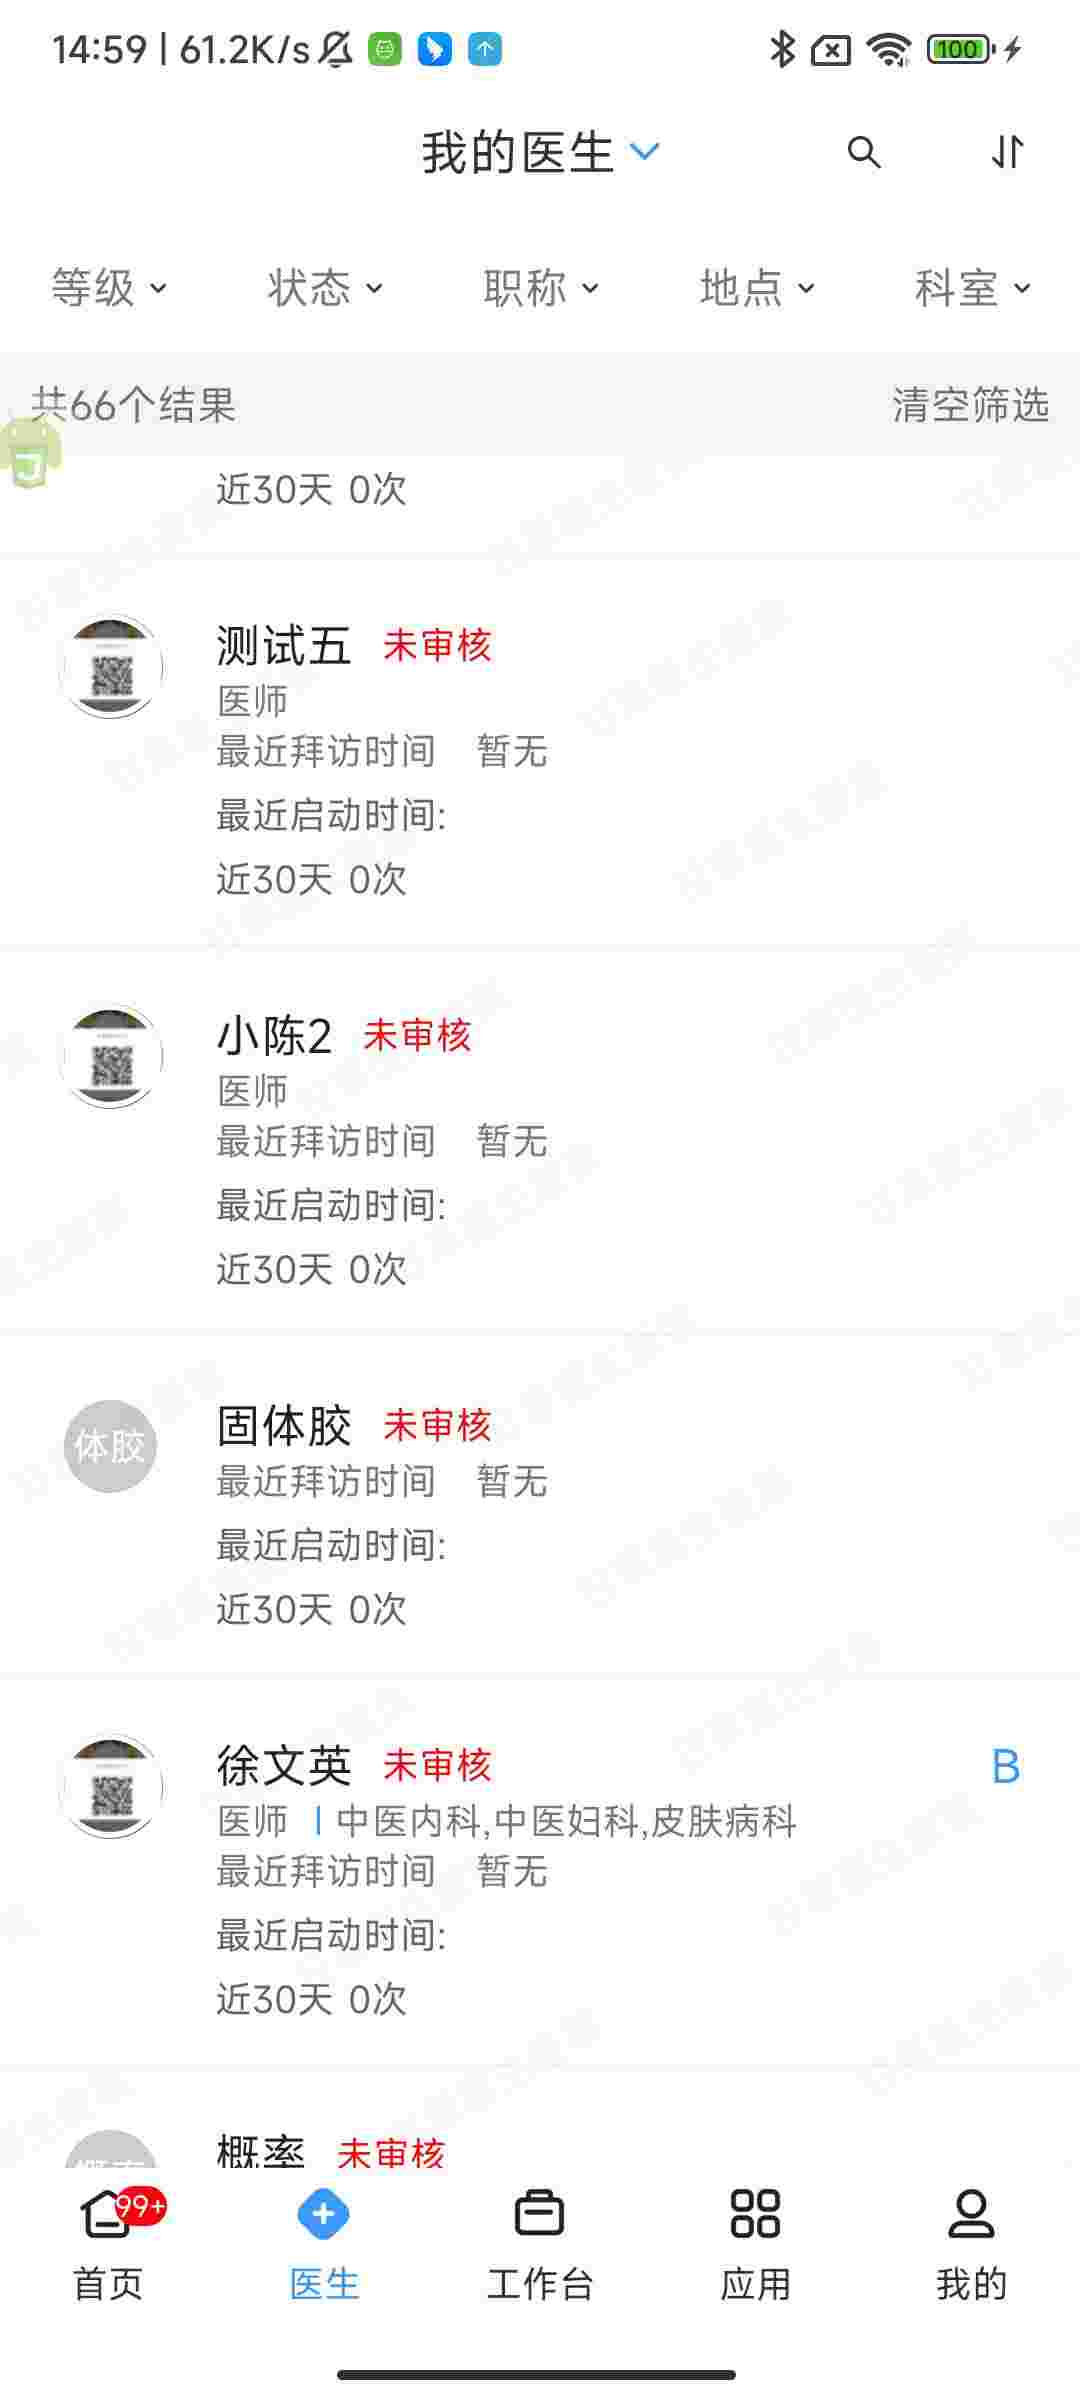 14:59 | 61.2K/s
100
我的医生
等级 状态 职称 地点 科室
共66个结果 清空筛选
近30天 0次
测试五 未审核
医师
最近拜访时间 暂无
最近启动时间:
近30天 0次
小陈2 未审核
医师
最近拜访时间 暂无
最近启动时间:
近30天 0次
体胶
固体胶 未审核
最近拜访时间 暂无
最近启动时间:
近30天 0次
徐文英 未审核 B
医师 | 中医内科,中医妇科,皮肤病科
最近拜访时间 暂无
最近启动时间:
近30天 0次
概率 未审核
99+
首页 医生 工作台 应用 我的